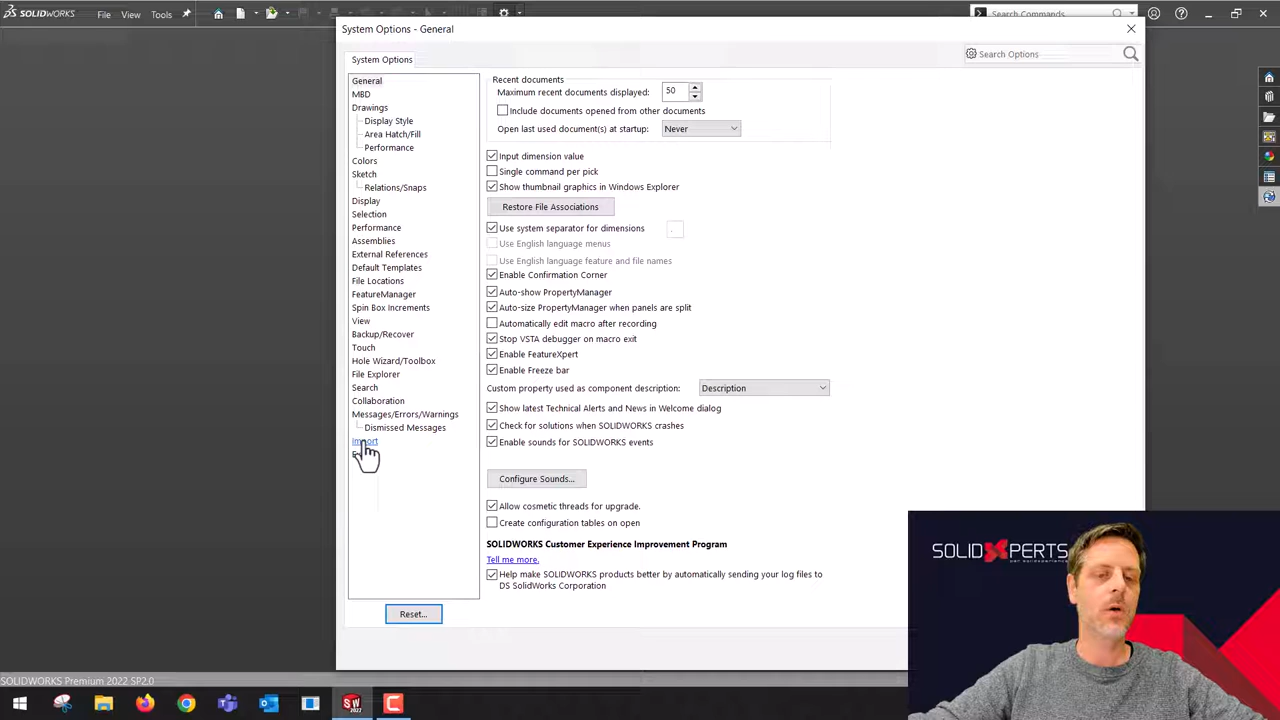 SOLIDWORKS
File View Tools
Search Commands
System Options - General
System Options
Search Options
General
MBD
Drawings
Display Style
Area Hatch/Fill
Performance
Colors
Sketch
Relations/Snaps
Display
Selection
Performance
Assemblies
External References
Default Templates
File Locations
FeatureManager
Spin Box Increments
View
Backup/Recover
Touch
Hole Wizard/Toolbox
File Explorer
Search
Collaboration
Messages/Errors/Warnings
Dismissed Messages
Import
Reset...
Recent documents
Maximum recent documents displayed: 50
Include documents opened from other documents
Open last used document(s) at startup: Never
Input dimension value
Single command per pick
Show thumbnail graphics in Windows Explorer
Restore File Associations
Use system separator for dimensions .
Use English language menus
Use English language feature and file names
Enable Confirmation Corner
Auto-show PropertyManager
Auto-size PropertyManager when panels are split
Automatically edit macro after recording
Stop VSTA debugger on macro exit
Enable FeatureXpert
Enable Freeze bar
Custom property used as component description: Description
Show latest Technical Alerts and News in Welcome dialog
Check for solutions when SOLIDWORKS crashes
Enable sounds for SOLIDWORKS events
Configure Sounds...
Allow cosmetic threads for upgrade.
Create configuration tables on open
SOLIDWORKS Customer Experience Improvement Program
Tell me more.
Help make SOLIDWORKS products better by automatically sending your log files to
DS SolidWorks Corporation
SOLIDXPERTS
SOLIDWORKS Premium 2022 SP2.0
SW
2022